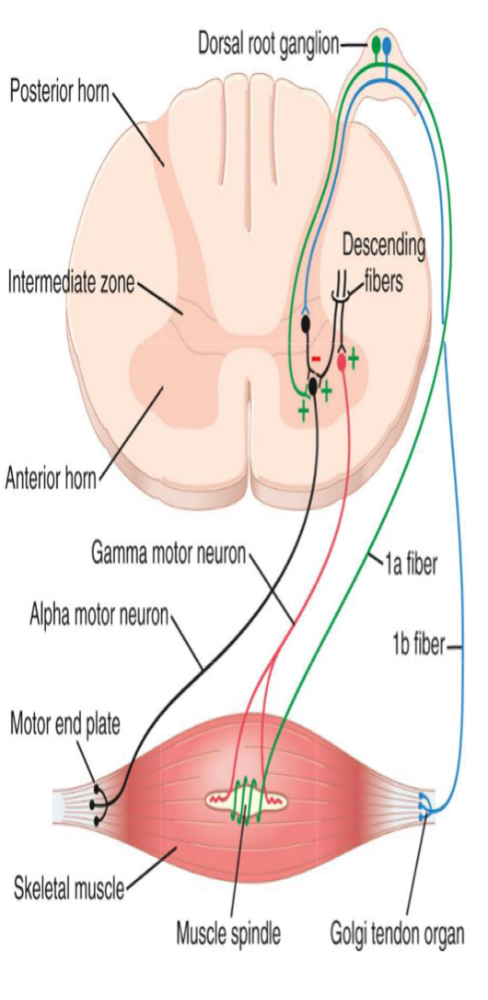 Dorsal root ganglion
Posterior horn
Descending
fibers
Intermediate zone
-
+
+
+
Anterior horn
Gamma motor neuron
1a fiber
Alpha motor neuron
1b fiber
Motor end plate
Skeletal muscle
Muscle spindle
Golgi tendon organ